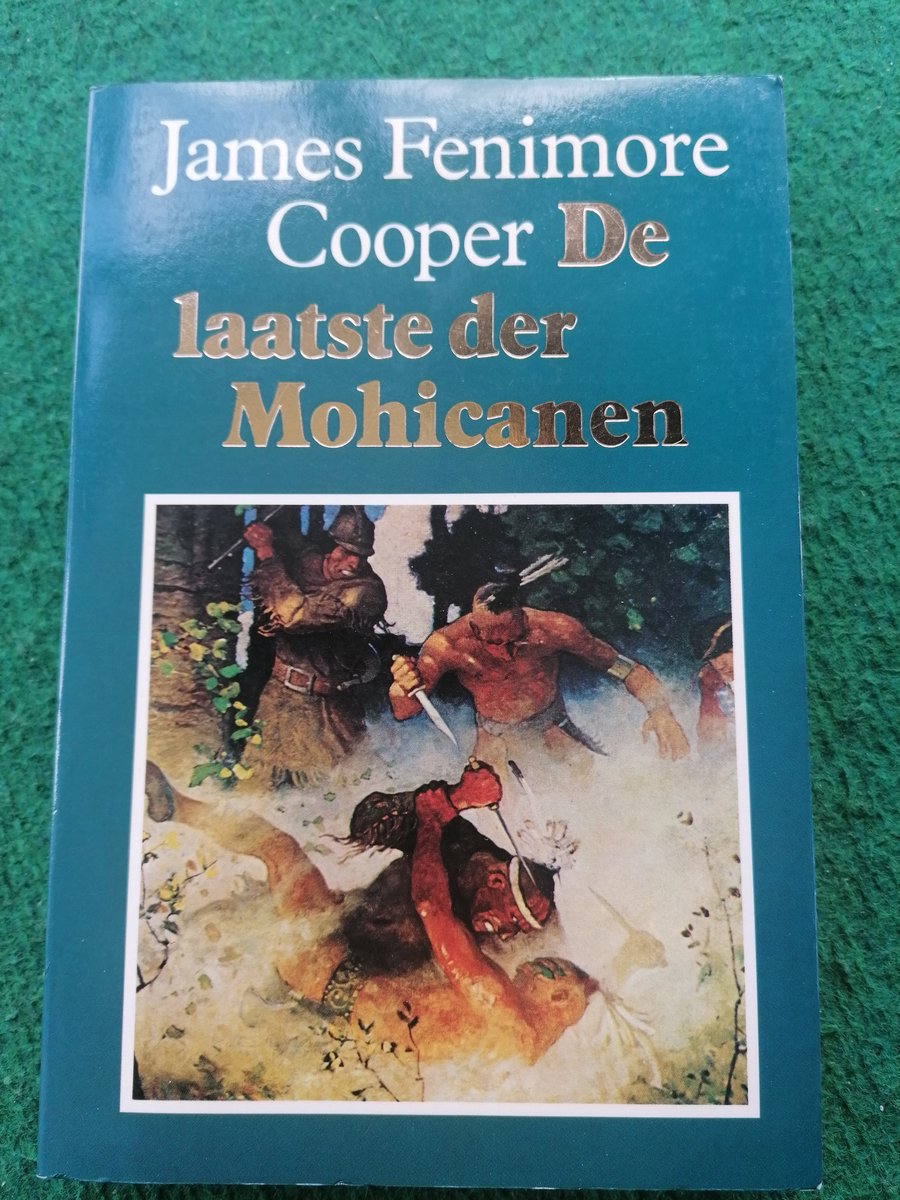 James Fenimore
Cooper De
laatste der
Mohicanen